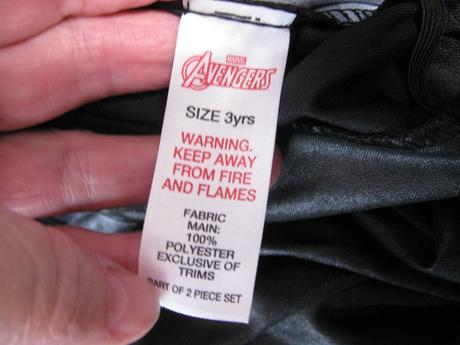 MARVEL
AVENGERS
SIZE 3yrs
WARNING.
KEEP AWAY
FROM FIRE
AND FLAMES
FABRIC
MAIN:
100%
POLYESTER
EXCLUSIVE OF
TRIMS
PART OF 2 PIECE SET